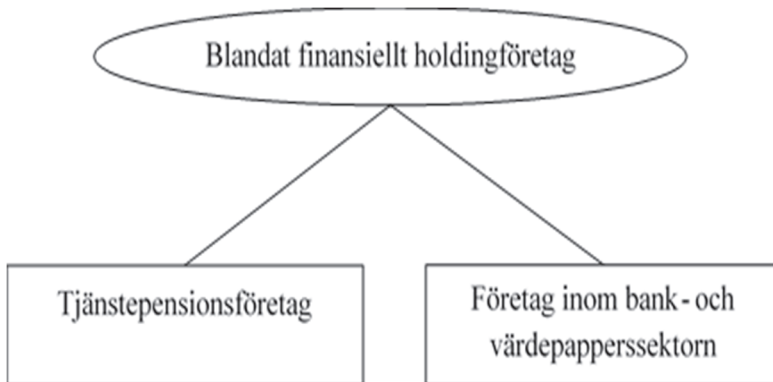 Blandat finansiellt holdingföretag
Tjänstepensionsföretag
Företag inom bank - och
värdepapperssektorn